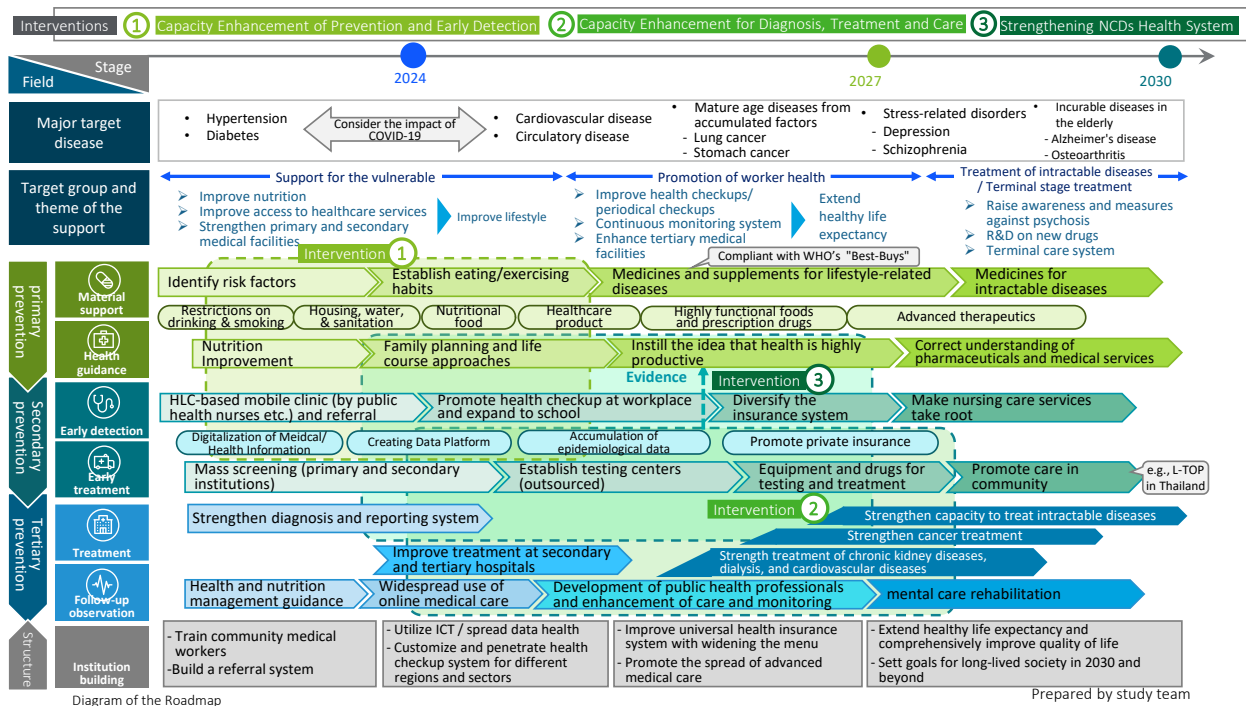 Interventions
1
Capacity Enhancement of Prevention and Early Detection
2
Capacity Enhancement for Diagnosis, Treatment and Care
3
Strengthening NCDs Health System
Stage
Field
2024
2027
2030
Major target
disease
• Hypertension
• Diabetes
Consider the impact of
COVID-19
• Cardiovascular disease
• Circulatory disease
• Mature age diseases from
accumulated factors
- Lung cancer
- Stomach cancer
• Stress-related disorders
- Depression
- Schizophrenia
• Incurable diseases in
the elderly
- Alzheimer's disease
- Osteoarthritis
Target group and
theme of the
support
Support for the vulnerable
Improve nutrition
Improve access to healthcare services
Strengthen primary and secondary
medical facilities
Improve lifestyle
Promotion of worker health
Improve health checkups/
periodical checkups
Continuous monitoring system
Enhance tertiary medical
facilities
Extend
healthy life
expectancy
Treatment of intractable diseases
/ Terminal stage treatment
Raise awareness and measures
against psychosis
R&D on new drugs
Terminal care system
Intervention 1
Compliant with WHO's "Best-Buys"
primary
prevention
Material
support
Identify risk factors
Establish eating/exercising
habits
Medicines and supplements for lifestyle-related
diseases
Medicines for
intractable diseases
Restrictions on
drinking & smoking
Housing, water,
& sanitation
Nutritional
food
Healthcare
product
Highly functional foods
and prescription drugs
Advanced therapeutics
Health
guidance
Nutrition
Improvement
Family planning and life
course approaches
Instill the idea that health is highly
productive
Correct understanding of
pharmaceuticals and medical services
Evidence
Intervention 3
Secondary
prevention
Early detection
HLC-based mobile clinic (by public
health nurses etc.) and referral
Promote health checkup at workplace
and expand to school
Diversify the
insurance system
Make nursing care services
take root
Digitalization of Meidcal/
Health Information
Creating Data Platform
Accumulation of
epidemiological data
Promote private insurance
Early
treatment
Mass screening (primary and secondary
institutions)
Establish testing centers
(outsourced)
Equipment and drugs for
testing and treatment
Promote care in
community
e.g., L-TOP
in Thailand
Tertiary
prevention
Treatment
Strengthen diagnosis and reporting system
Intervention 2
Strengthen capacity to treat intractable diseases
Strengthen cancer treatment
Improve treatment at secondary
and tertiary hospitals
Strength treatment of chronic kidney diseases,
dialysis, and cardiovascular diseases
Follow-up
observation
Health and nutrition
management guidance
Widespread use of
online medical care
Development of public health professionals
and enhancement of care and monitoring
mental care rehabilitation
Structure
Institution
building
- Train community medical
workers
- Build a referral system
- Utilize ICT / spread data health
- Customize and penetrate health
checkup system for different
regions and sectors
- Improve universal health insurance
system with widening the menu
- Promote the spread of advanced
medical care
- Extend healthy life expectancy and
comprehensively improve quality of life
- Sett goals for long-lived society in 2030 and
beyond
Diagram of the Roadmap
Prepared by study team